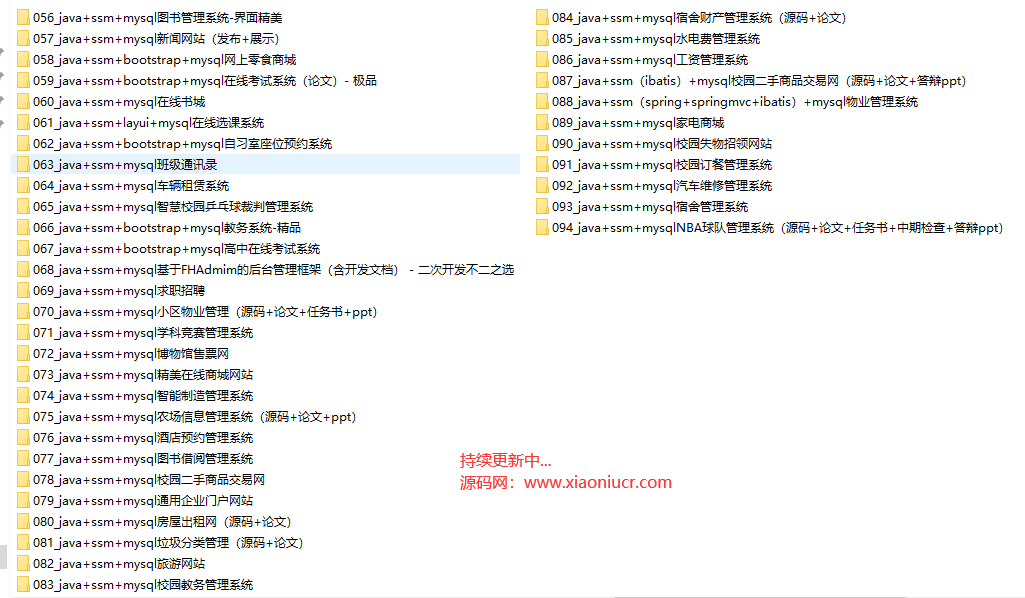 056_java+ssm+mysql图书管理系统-界面精美
057_java+ssm+mysql新闻网站（发布+展示）
058_java+ssm+bootstrap+mysql网上零食商城
059_java+ssm+bootstrap+mysql在线考试系统（论文）- 极品
060_java+ssm+mysql在线书城
061_java+ssm+layui+mysql在线选课系统
062_java+ssm+bootstrap+mysql自习室座位预约系统
063_java+ssm+mysql班级通讯录
064_java+ssm+mysql车辆租赁系统
065_java+ssm+mysql智慧校园乒乓球裁判管理系统
066_java+ssm+bootstrap+mysql教务系统-精品
067_java+ssm+bootstrap+mysql高中在线考试系统
068_java+ssm+mysql基于FHAdmim的后台管理框架（含开发文档） - 二次开发不二之选
069_java+ssm+mysql求职招聘
070_java+ssm+mysql小区物业管理（源码+论文+任务书+ppt）
071_java+ssm+mysql学科竞赛管理系统
072_java+ssm+mysql博物馆售票网
073_java+ssm+mysql精美在线商城网站
074_java+ssm+mysql智能制造管理系统
075_java+ssm+mysql农场信息管理系统（源码+论文+ppt）
076_java+ssm+mysql酒店预约管理系统
077_java+ssm+mysql图书借阅管理系统
078_java+ssm+mysql校园二手商品交易网
079_java+ssm+mysql通用企业门户网站
080_java+ssm+mysql房屋出租网（源码+论文）
081_java+ssm+mysql垃圾分类管理（源码+论文）
082_java+ssm+mysql旅游网站
083_java+ssm+mysql校园教务管理系统
084_java+ssm+mysql宿舍财产管理系统（源码+论文）
085_java+ssm+mysql水电费管理系统
086_java+ssm+mysql工资管理系统
087_java+ssm（ibatis）+mysql校园二手商品交易网（源码+论文+答辩ppt）
088_java+ssm（spring+springmvc+ibatis）+mysql物业管理系统
089_java+ssm+mysql家电商城
090_java+ssm+mysql校园失物招领网站
091_java+ssm+mysql校园订餐管理系统
092_java+ssm+mysql汽车维修管理系统
093_java+ssm+mysql宿舍管理系统
094_java+ssm+mysqlNBA球队管理系统（源码+论文+任务书+中期检查+答辩ppt）
持续更新中...
源码网：www.xiaoniucr.com